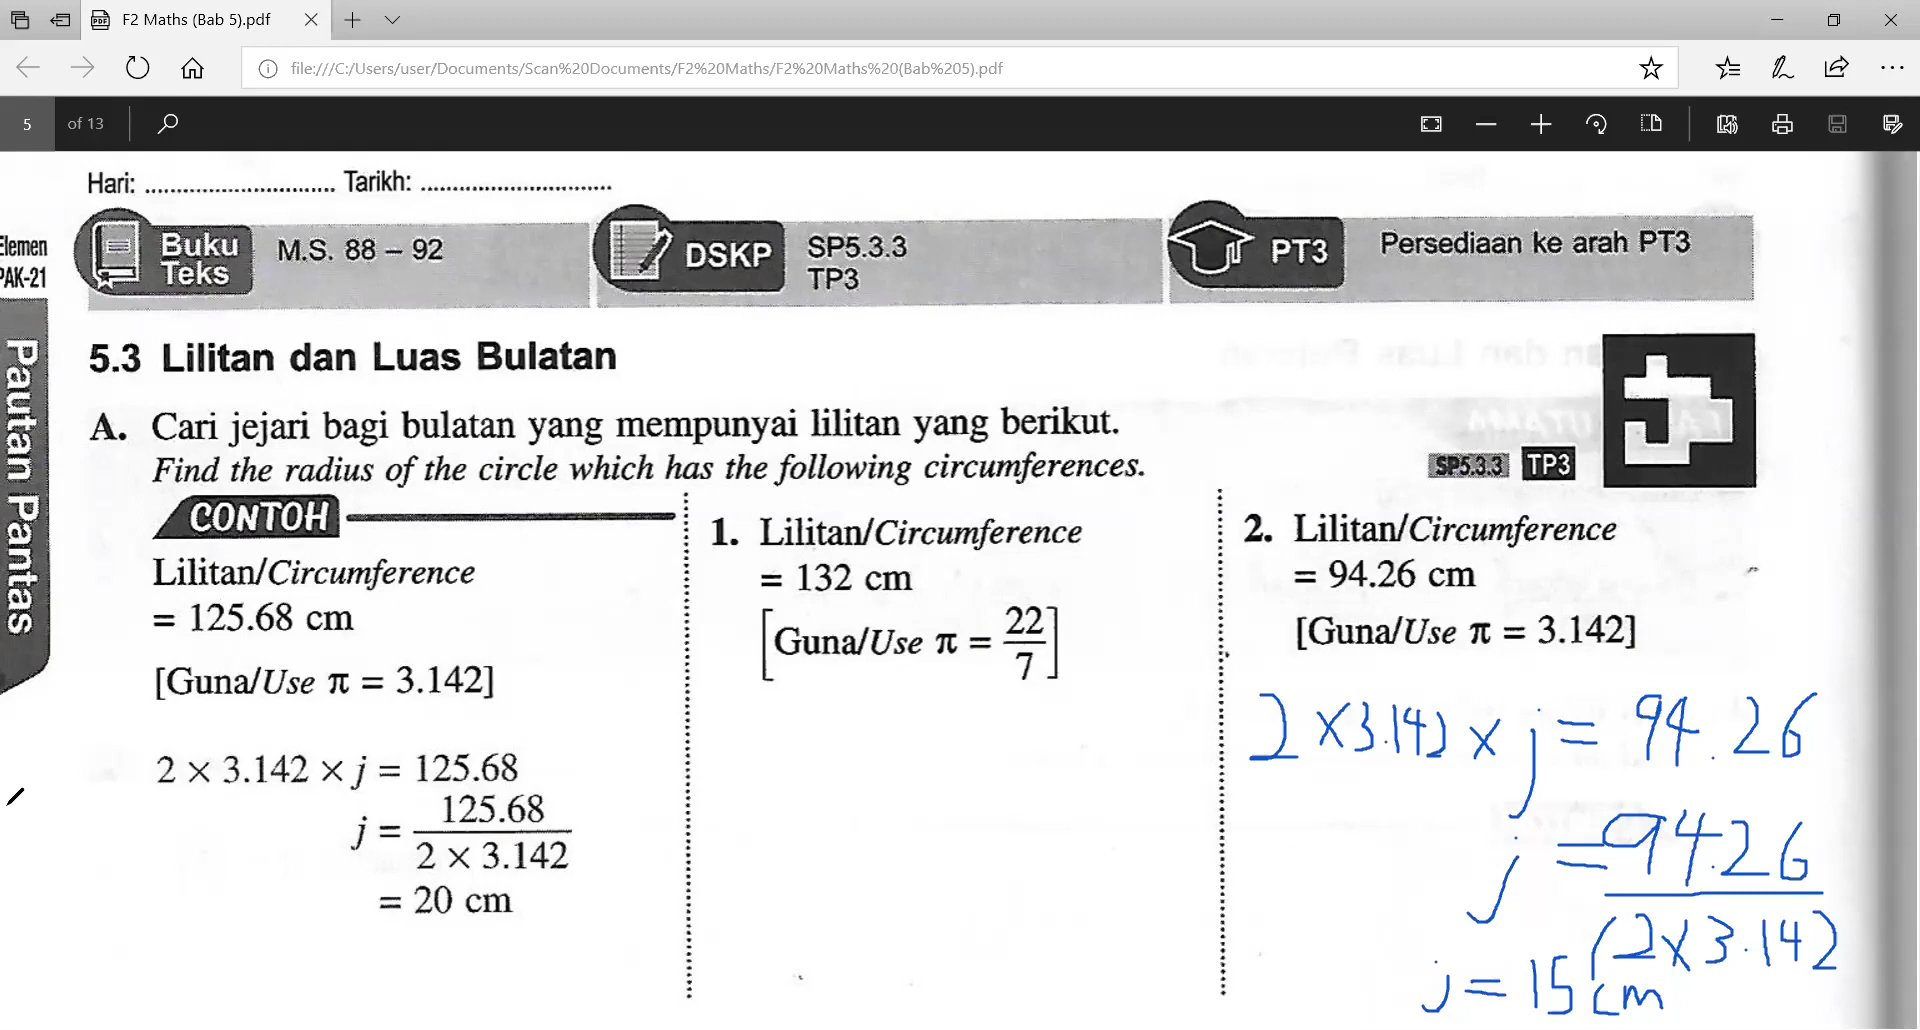 F2 Maths (Bab 5).pdf
file:///C:/Users/user/Documents/Scan%20Documents/F2%20Maths/F2%20Maths%20(Bab%205).pdf
5 of 13
Hari: ............................ Tarikh: ............................
Elemen
PAK-21
Buku
Teks
M.S. 88 – 92
DSKP
SP5.3.3
TP3
PT3
Persediaan ke arah PT3
Pautan Pantas
5.3 Lilitan dan Luas Bulatan
A. Cari jejari bagi bulatan yang mempunyai lilitan yang berikut.
Find the radius of the circle which has the following circumferences.
SP5.3.3 TP3
CONTOH
Lilitan/Circumference
= 125.68 cm
[Guna/Use π = 3.142]
2 × 3.142 × j = 125.68
j = 125.68
2 × 3.142
= 20 cm
1. Lilitan/Circumference
= 132 cm
[Guna/Use π = 22/7]
2. Lilitan/Circumference
= 94.26 cm
[Guna/Use π = 3.142]
2 × 3.142 × j = 94.26
j = 94.26
(2 × 3.142
j = 15 cm